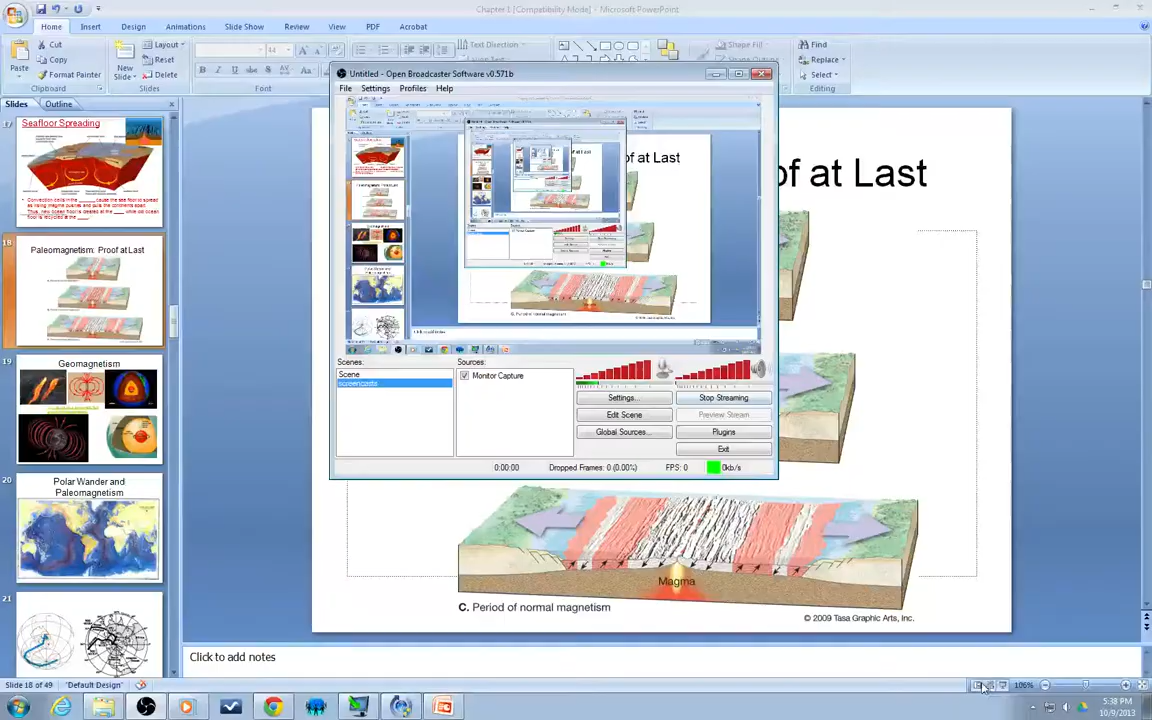 Chapter 1 [Compatibility Mode] - Microsoft PowerPoint
Home Insert Design Animations Slide Show Review View PDF Acrobat
Paste
Cut
Copy
Format Painter
Clipboard
New
Slide
Layout
Reset
Delete
Slides
Font
Text Direction
Shape Fill
Find
Replace
Select
Editing
Slides Outline
17
Seafloor Spreading
18
Paleomagnetism: Proof at Last
19
Geomagnetism
20
Polar Wander and
Paleomagnetism
21
Untitled - Open Broadcaster Software v0.571b
File Settings Profiles Help
of at Last
Scenes:
Scene
screencasts
Sources:
Monitor Capture
Settings...
Stop Streaming
Edit Scene
Preview Stream
Global Sources...
Plugins
Exit
0:00:00
Dropped Frames: 0 (0.00%)
FPS: 0
0kb/s
of at Last
Magma
C. Period of normal magnetism
© 2009 Tasa Graphic Arts, Inc.
Click to add notes
Slide 18 of 49 "Default Design" 106%
5:38 PM
10/9/2013